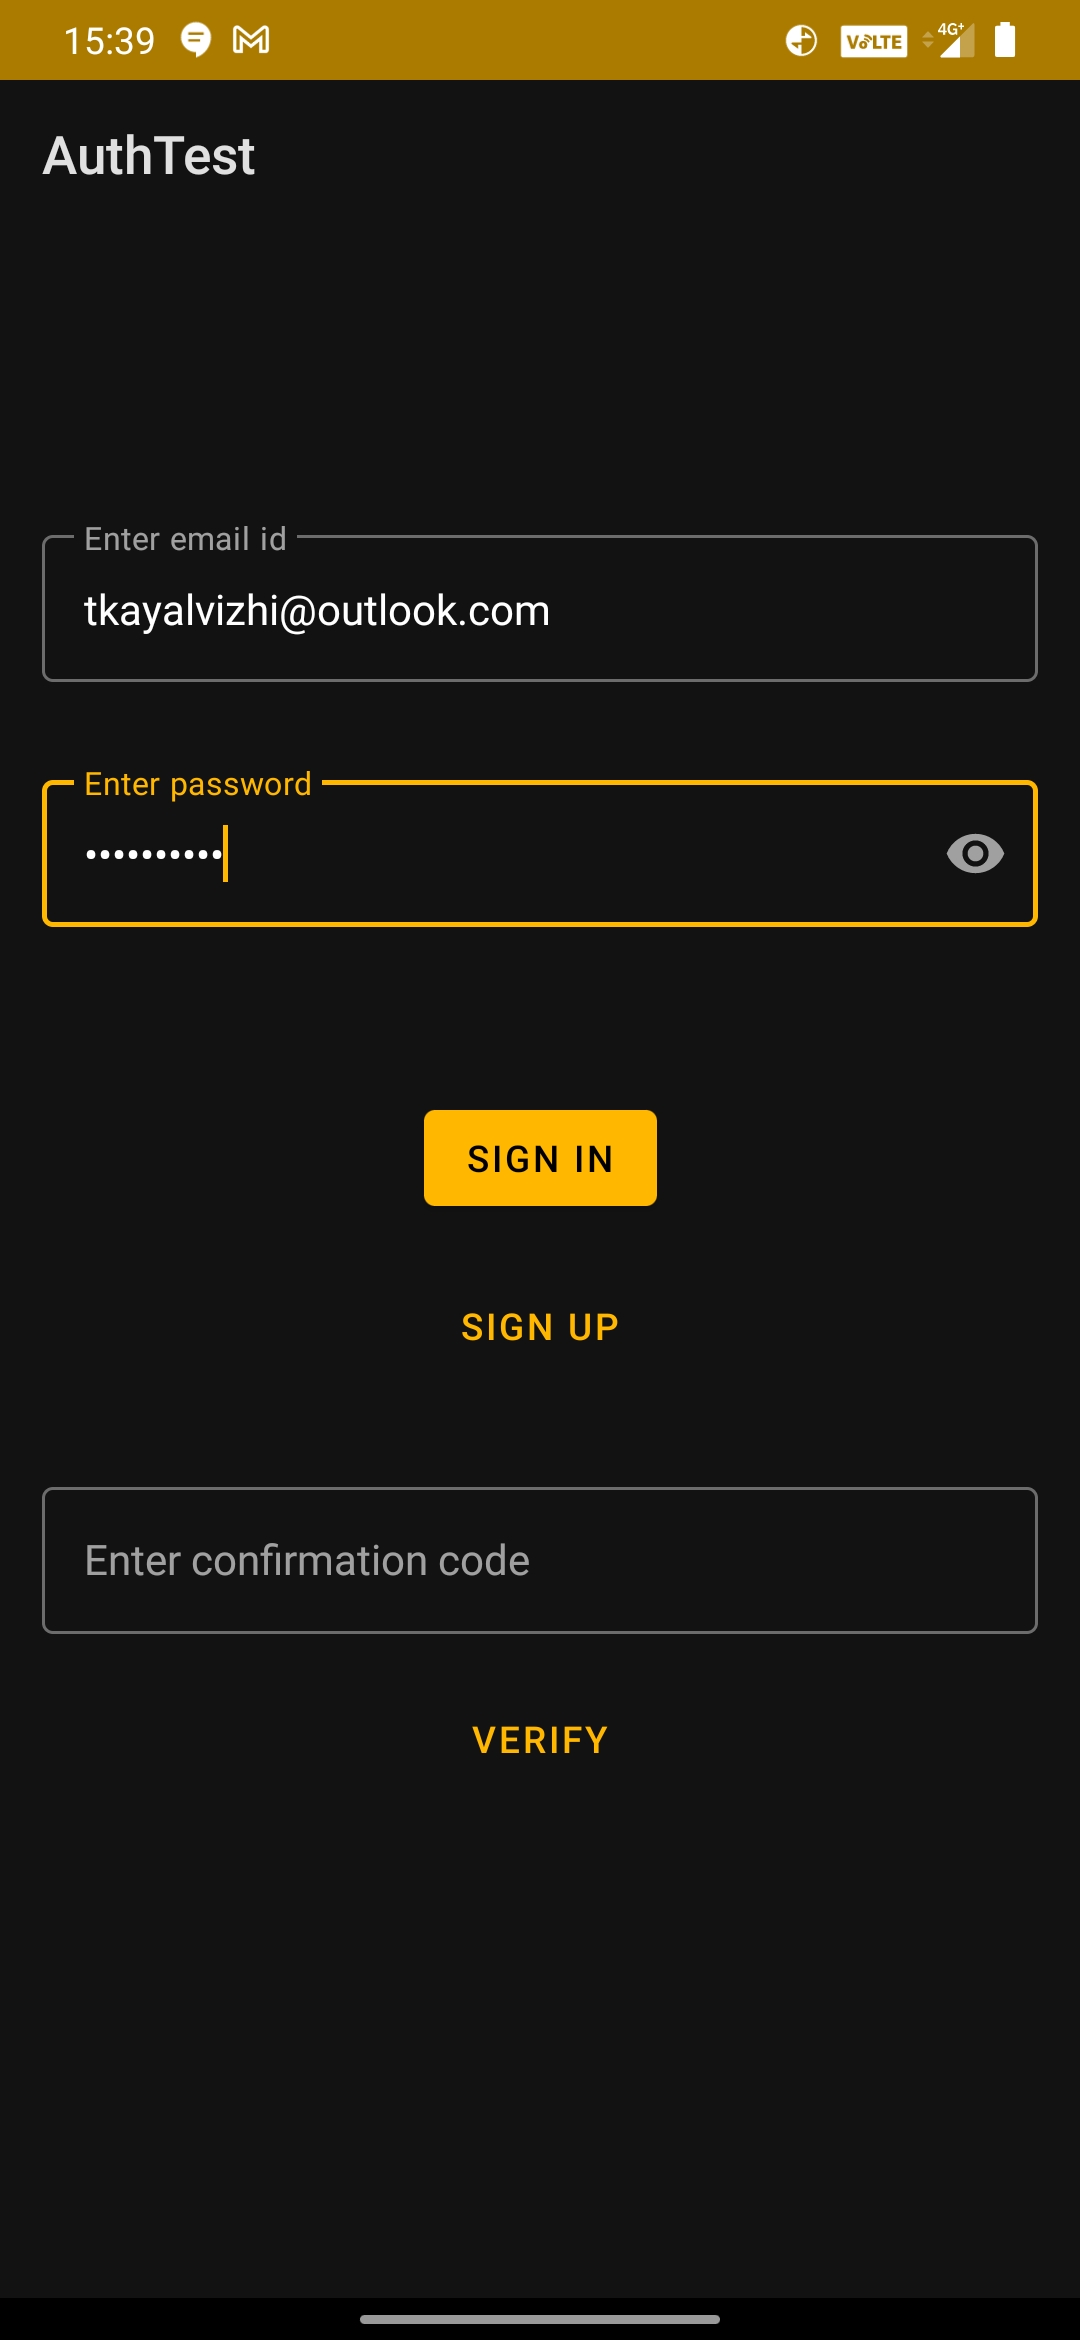 15:39
VoLTE 4G+
AuthTest
Enter email id
tkayalvizhi@outlook.com
Enter password
••••••••••
SIGN IN
SIGN UP
Enter confirmation code
VERIFY